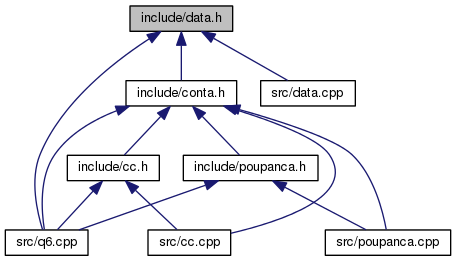 include/data.h
include/conta.h
src/data.cpp
include/cc.h
include/poupanca.h
src/q6.cpp
src/cc.cpp
src/poupanca.cpp